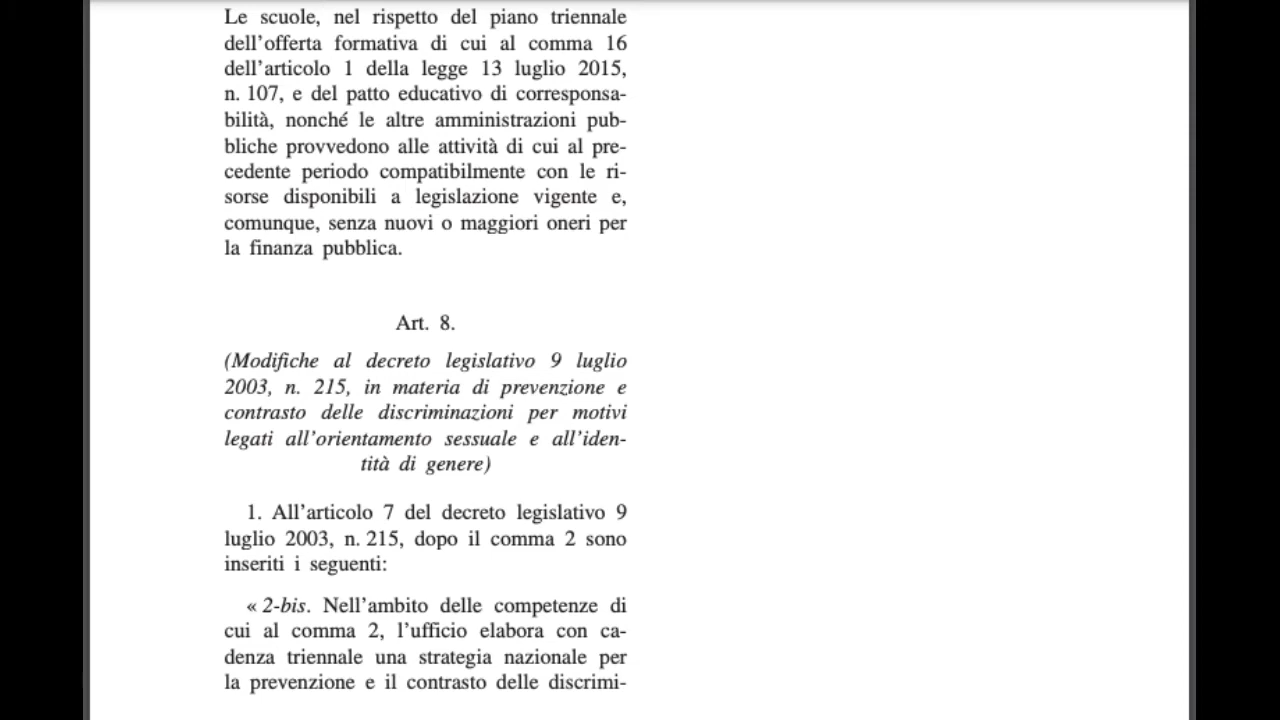 Le scuole, nel rispetto del piano triennale
dell’offerta formativa di cui al comma 16
dell’articolo 1 della legge 13 luglio 2015,
n. 107, e del patto educativo di corresponsa-
bilità, nonché le altre amministrazioni pub-
bliche provvedono alle attività di cui al pre-
cedente periodo compatibilmente con le ri-
sorse disponibili a legislazione vigente e,
comunque, senza nuovi o maggiori oneri per
la finanza pubblica.
Art. 8.
(Modifiche al decreto legislativo 9 luglio
2003, n. 215, in materia di prevenzione e
contrasto delle discriminazioni per motivi
legati all’orientamento sessuale e all’iden-
tità di genere)
1. All’articolo 7 del decreto legislativo 9
luglio 2003, n. 215, dopo il comma 2 sono
inseriti i seguenti:
« 2-bis. Nell’ambito delle competenze di
cui al comma 2, l’ufficio elabora con ca-
denza triennale una strategia nazionale per
la prevenzione e il contrasto delle discrimi-